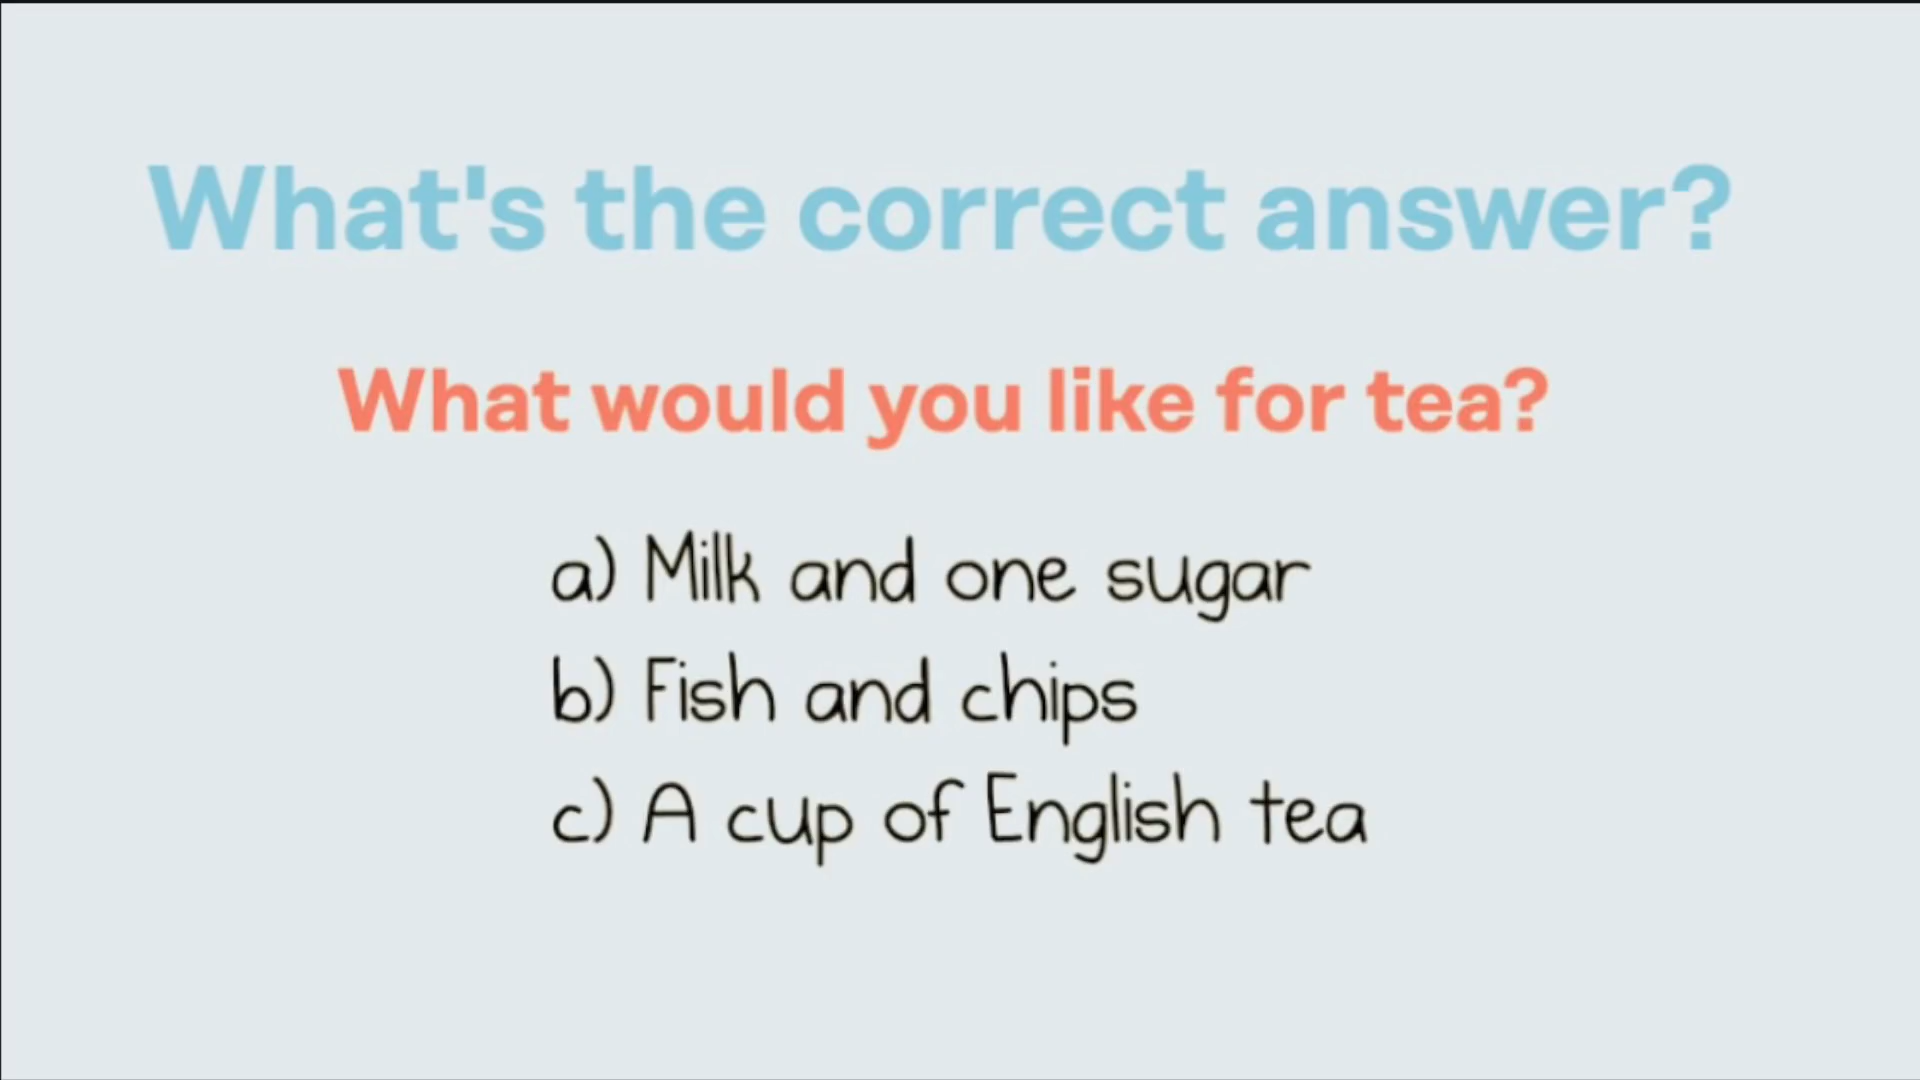 What's the correct answer?
What would you like for tea?
a) Milk and one sugar
b) Fish and chips
c) A cup of English tea